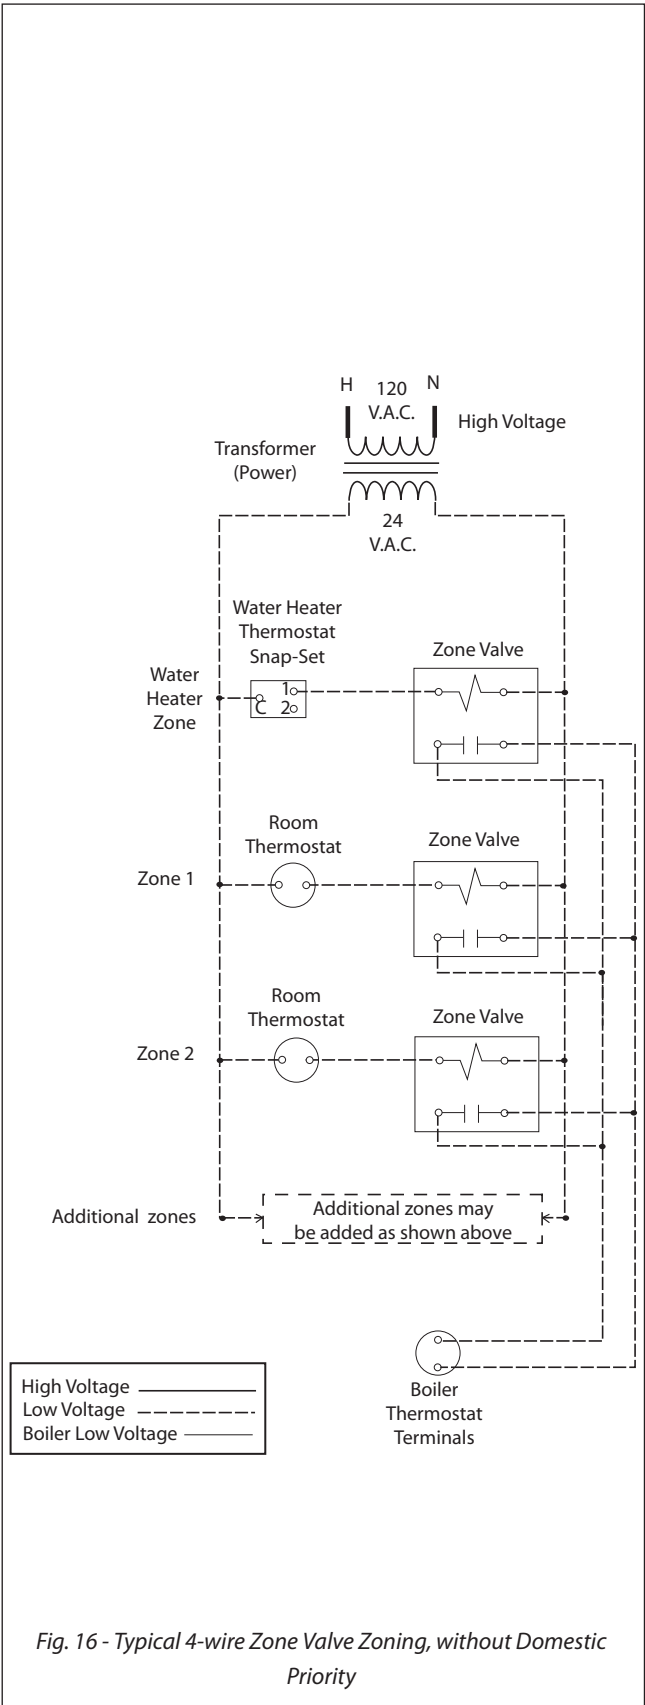 H 120 N
V.A.C.
High Voltage
Transformer
(Power)
24
V.A.C.
Water Heater
Thermostat
Snap-Set
Zone Valve
Water
Heater
Zone
1
C 2
Room
Thermostat
Zone Valve
Zone 1
Room
Thermostat
Zone Valve
Zone 2
Additional zones
Additional zones may
be added as shown above
High Voltage
Low Voltage
Boiler Low Voltage
Boiler
Thermostat
Terminals
Fig. 16 - Typical 4-wire Zone Valve Zoning, without Domestic
Priority